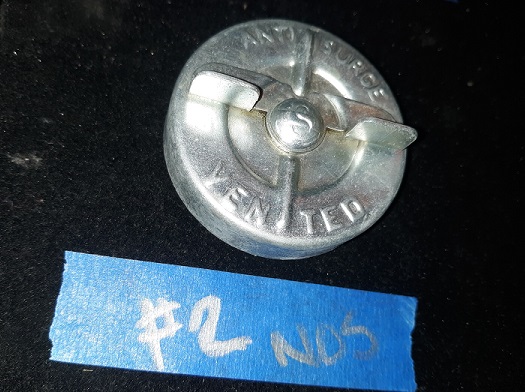 ANTI SURGE
S
VENTED
#2 NOS